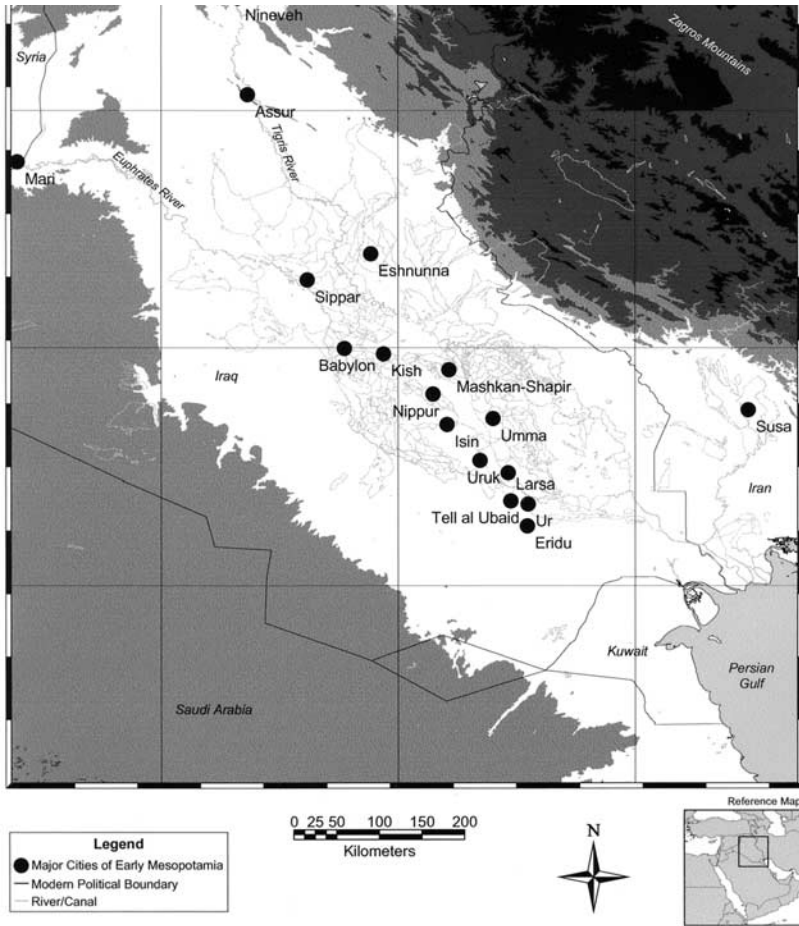 Nineveh
Zagros Mountains
Syria
Assur
Tigris River
Mari
Euphrates River
Eshnunna
Sippar
Babylon
Kish
Iraq
Mashkan-Shapir
Nippur
Susa
Isin
Umma
Uruk
Larsa
Iran
Tell al Ubaid
Ur
Eridu
Kuwait
Persian
Gulf
Saudi Arabia
Reference Map
Legend
Major Cities of Early Mesopotamia
Modern Political Boundary
River/Canal
0 25 50 100 150 200
Kilometers
N